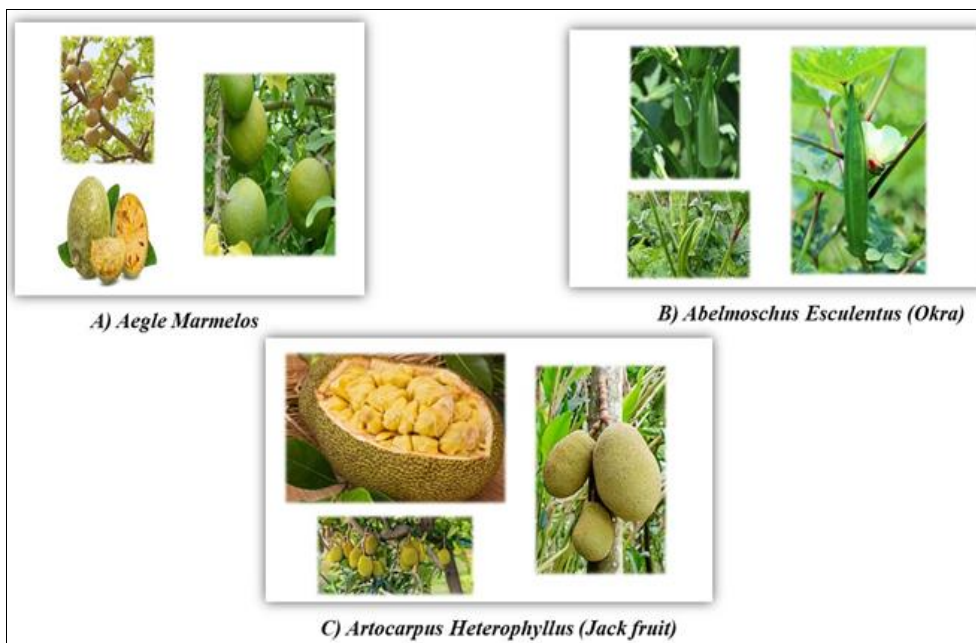 A) Aegle Marmelos
B) Abelmoschus Esculentus (Okra)
C) Artocarpus Heterophyllus (Jack fruit)